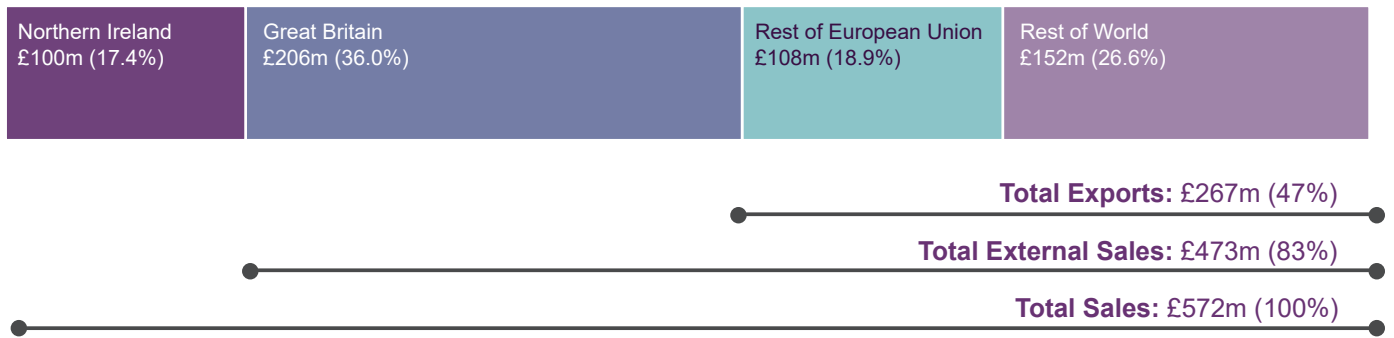 Northern Ireland
£100m (17.4%)
Great Britain
£206m (36.0%)
Rest of European Union
£108m (18.9%)
Rest of World
£152m (26.6%)
Total Exports: £267m (47%)
Total External Sales: £473m (83%)
Total Sales: £572m (100%)